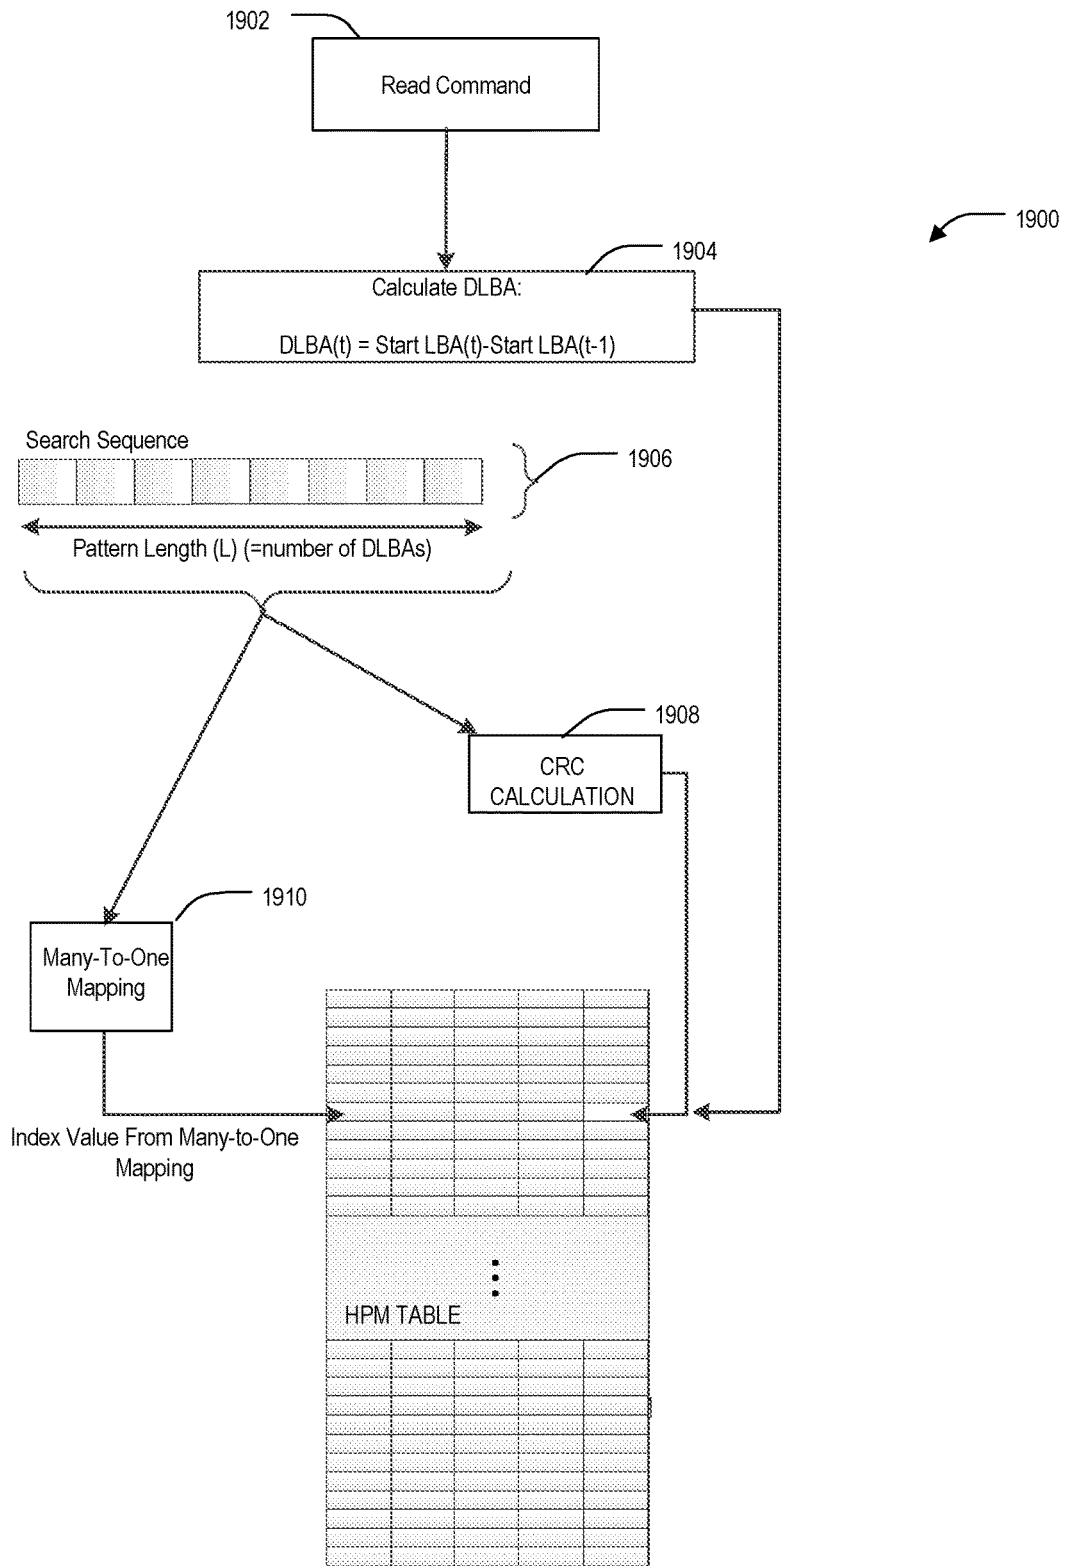 1902
Read Command
1900
1904
Calculate DLBA:
DLBA(t) = Start LBA(t)-Start LBA(t-1)
Search Sequence
1906
Pattern Length (L) (=number of DLBAs)
1908
CRC
CALCULATION
1910
Many-To-One
Mapping
Index Value From Many-to-One
Mapping
HPM TABLE